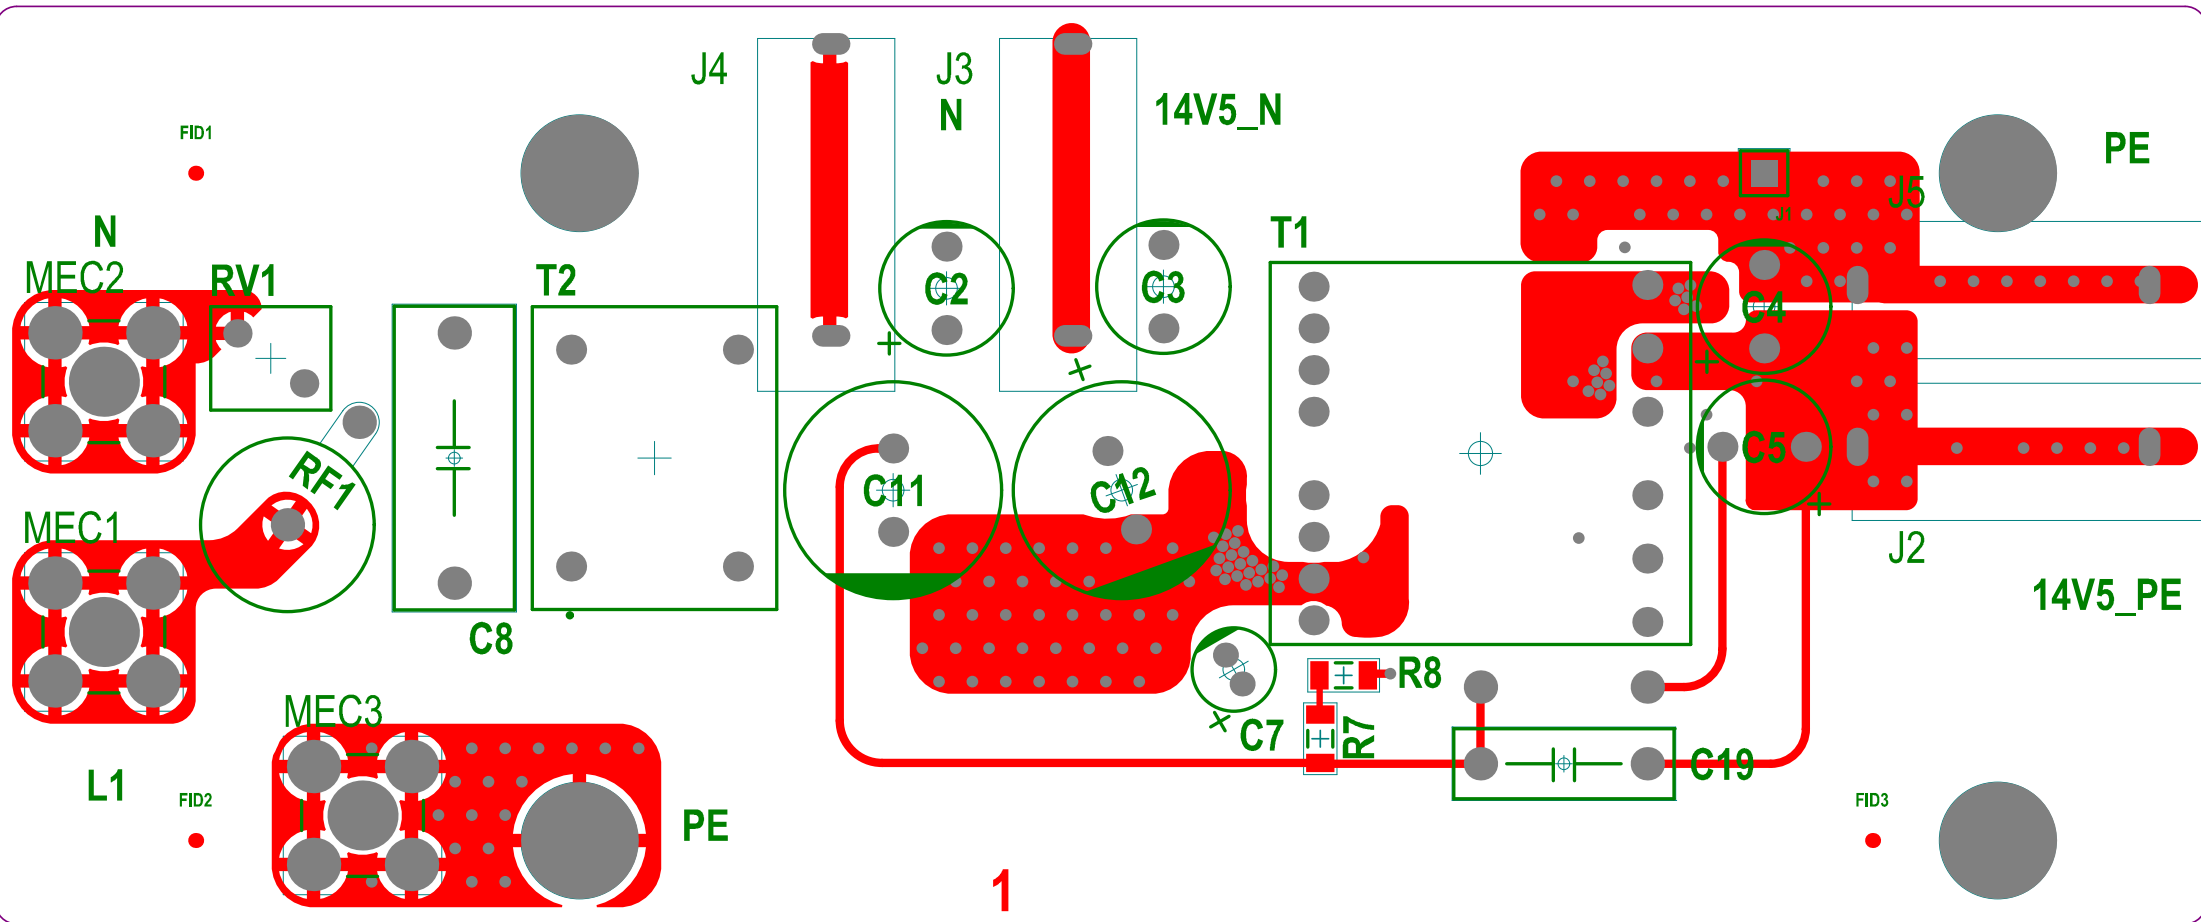 J4
J3
N
14V5_N
FID1
PE
J5
J1
N
T1
MEC2
RV1
T2
C2
C3
C4
RF1
C5
C11
C12
MEC1
J2
14V5_PE
C8
R8
MEC3
C7
R7
C19
L1
FID2
FID3
PE
1